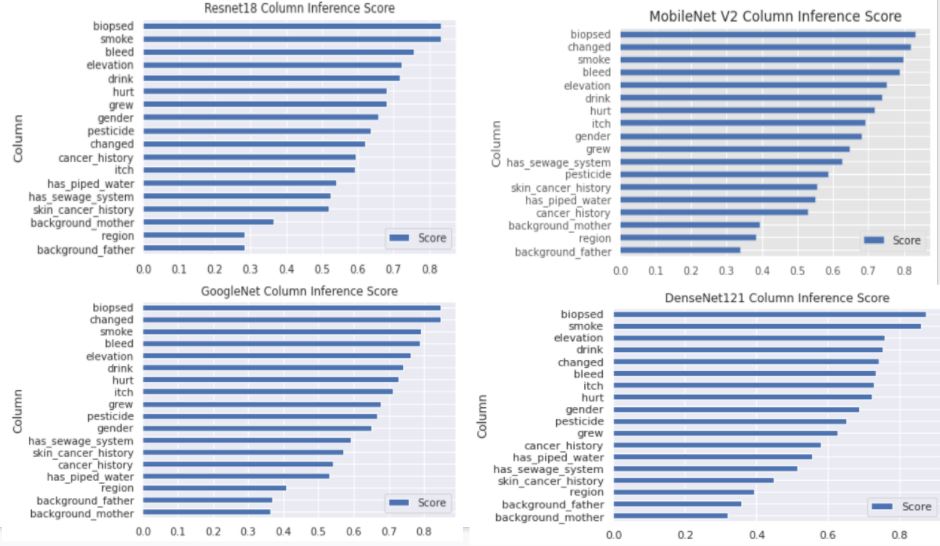 Resnet18 Column Inference Score
Column
biopsed
smoke
bleed
elevation
drink
hurt
grew
gender
pesticide
changed
cancer_history
itch
has_piped_water
has_sewage_system
skin_cancer_history
background_mother
region
background_father
Score
0.0 0.1 0.2 0.3 0.4 0.5 0.6 0.7 0.8
MobileNet V2 Column Inference Score
Column
biopsed
changed
smoke
bleed
elevation
drink
hurt
itch
gender
grew
has_sewage_system
pesticide
skin_cancer_history
has_piped_water
cancer_history
background_mother
region
background_father
Score
0.0 0.1 0.2 0.3 0.4 0.5 0.6 0.7 0.8
GoogleNet Column Inference Score
Column
biopsed
changed
smoke
bleed
elevation
drink
hurt
itch
grew
pesticide
gender
has_sewage_system
skin_cancer_history
cancer_history
has_piped_water
region
background_father
background_mother
Score
0.0 0.1 0.2 0.3 0.4 0.5 0.6 0.7 0.8
DenseNet121 Column Inference Score
Column
biopsed
smoke
elevation
drink
changed
bleed
itch
hurt
gender
pesticide
grew
cancer_history
has_piped_water
has_sewage_system
skin_cancer_history
region
background_father
background_mother
Score
0.0 0.2 0.4 0.6 0.8